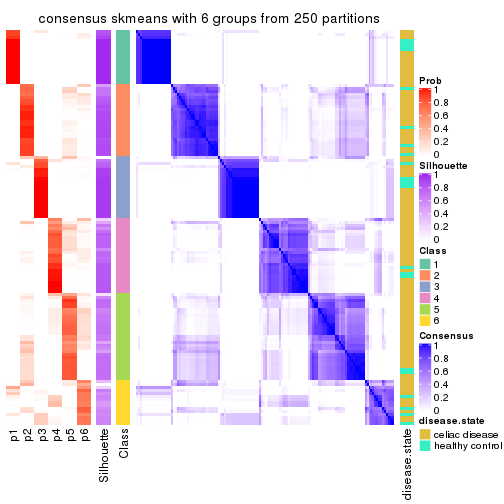 consensus skmeans with 6 groups from 250 partitions
Prob
1
0.8
0.6
0.4
0.2
0
Silhouette
1
0.8
0.6
0.4
0.2
0
Class
1
2
3
4
5
6
Consensus
1
0.8
0.6
0.4
0.2
0
disease.state
celiac disease
healthy control
p1
p2
p3
p4
p5
p6
Silhouette
Class
disease.state